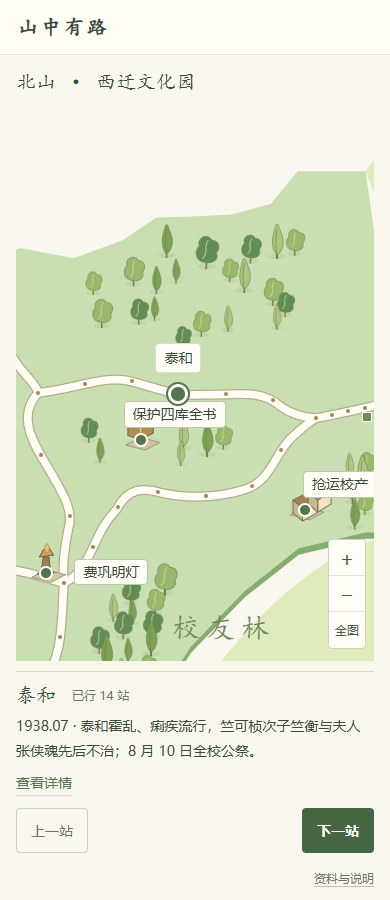 山中有路
北山 • 西迁文化园
泰和
保护四库全书
抢运校产
费巩明灯
+
−
全图
校友林
泰和 已行 14 站
1938.07 · 泰和霍乱、痢疾流行，竺可桢次子竺衡与夫人
张侠魂先后不治；8 月 10 日全校公祭。
查看详情
上一站 下一站
资料与说明